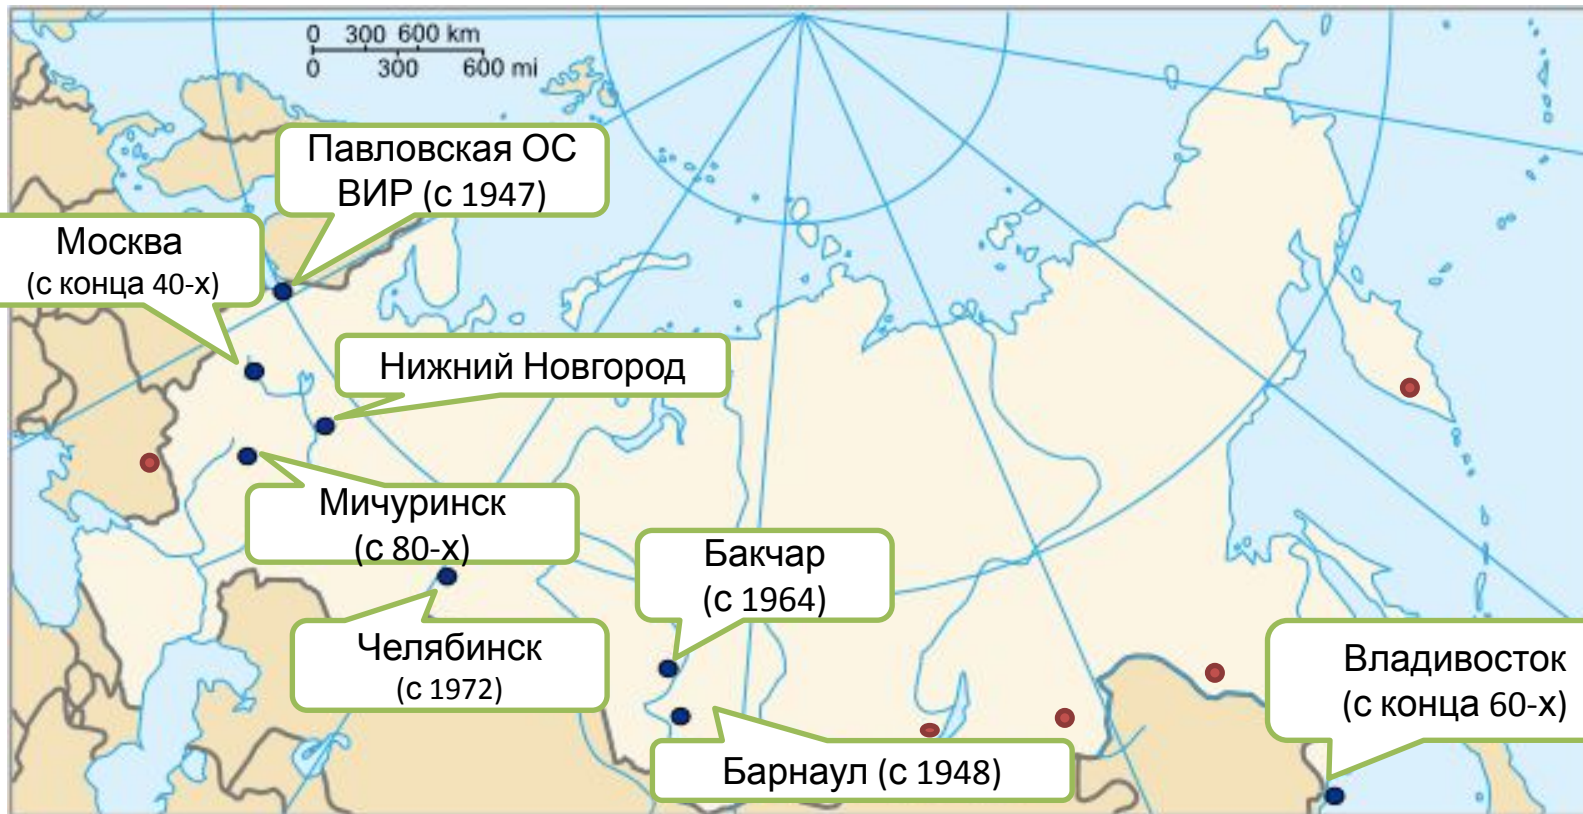 0 300 600 km
0 300 600 mi
Павловская ОС
ВИР (с 1947)
Москва
(с конца 40-х)
Нижний Новгород
Мичуринск
(с 80-х)
Бакчар
(с 1964)
Челябинск
(с 1972)
Владивосток
(с конца 60-х)
Барнаул (с 1948)